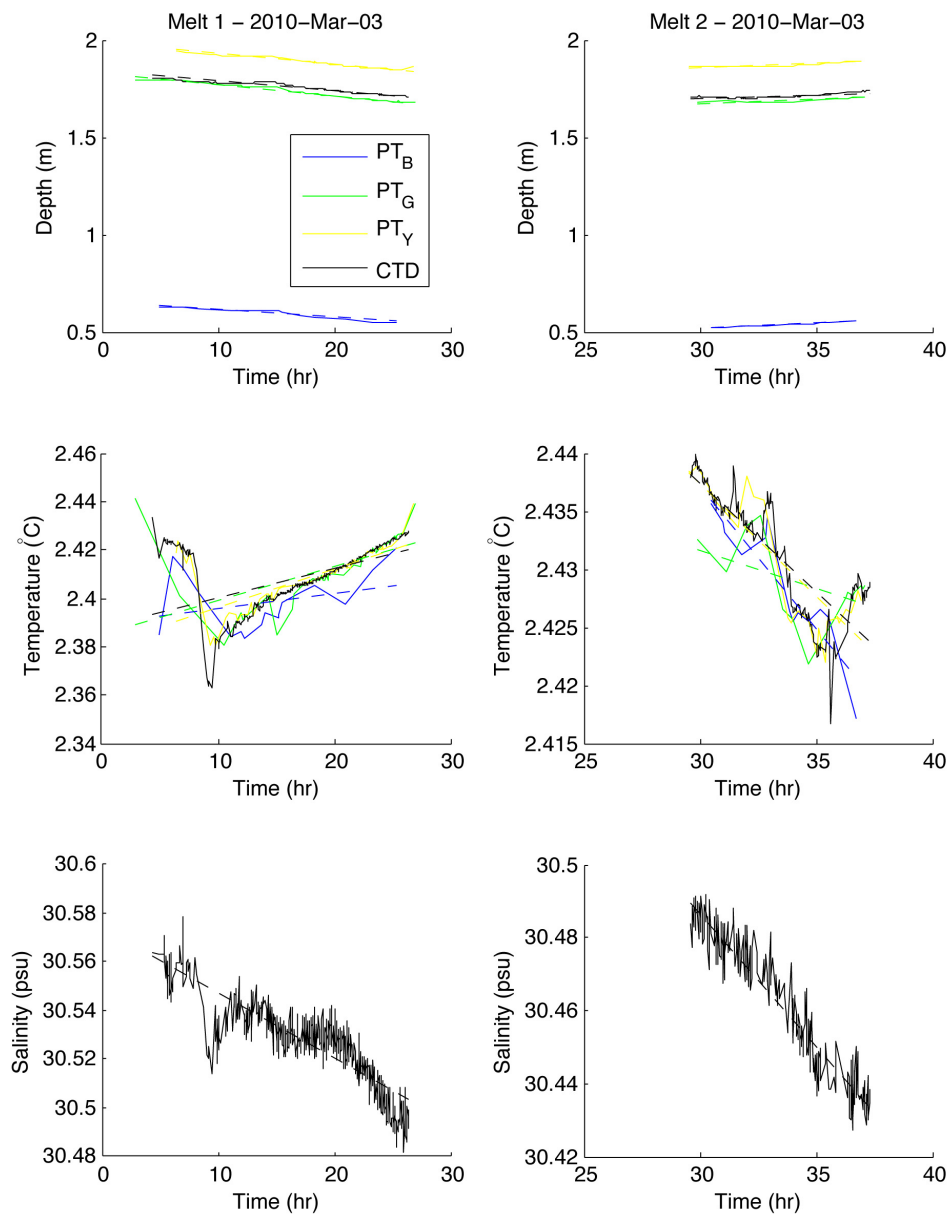 Melt 1 – 2010–Mar–03
2
1.5
1
0.5
0 10 20 30
Depth (m)
Time (hr)
PT_B
PT_G
PT_Y
CTD
Melt 2 – 2010–Mar–03
2
1.5
1
0.5
25 30 35 40
Depth (m)
Time (hr)
2.46
2.44
2.42
2.4
2.38
2.36
2.34
0 10 20 30
Temperature (°C)
Time (hr)
2.44
2.435
2.43
2.425
2.42
2.415
25 30 35 40
Temperature (°C)
Time (hr)
30.6
30.58
30.56
30.54
30.52
30.5
30.48
0 10 20 30
Salinity (psu)
Time (hr)
30.5
30.48
30.46
30.44
30.42
25 30 35 40
Salinity (psu)
Time (hr)